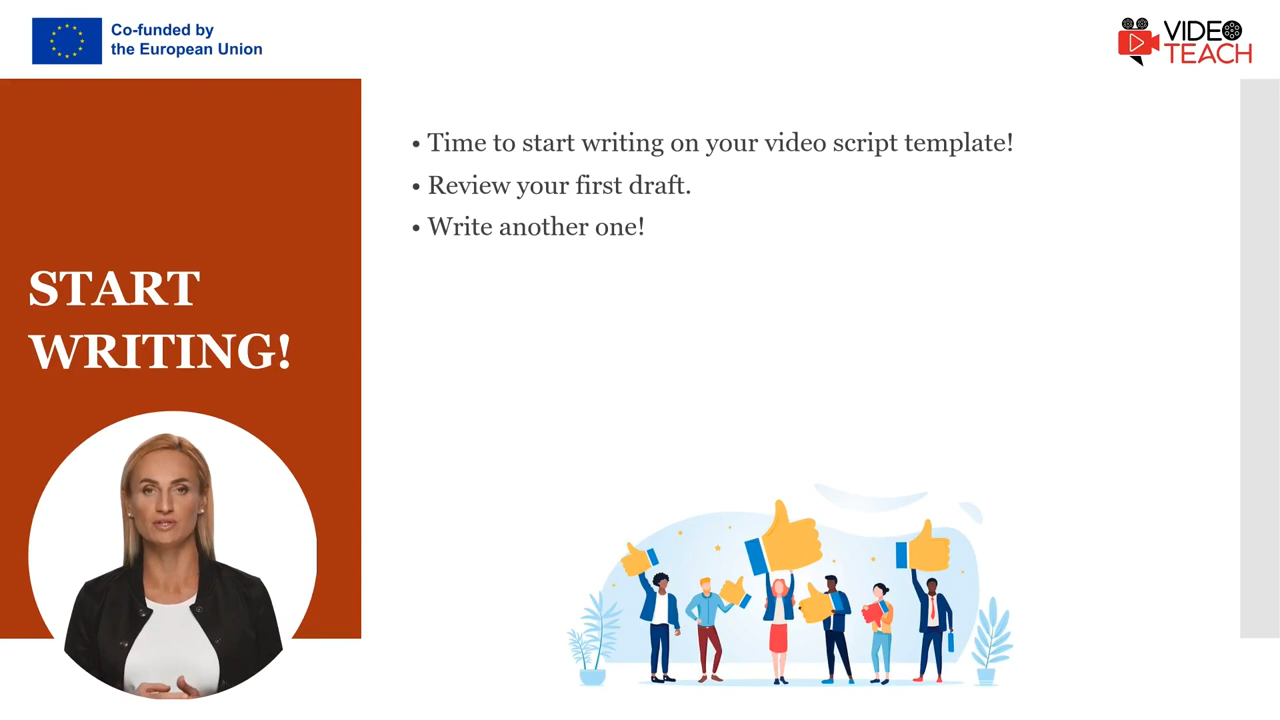 Co-funded by
the European Union
VIDEO
TEACH
START
WRITING!
• Time to start writing on your video script template!
• Review your first draft.
• Write another one!